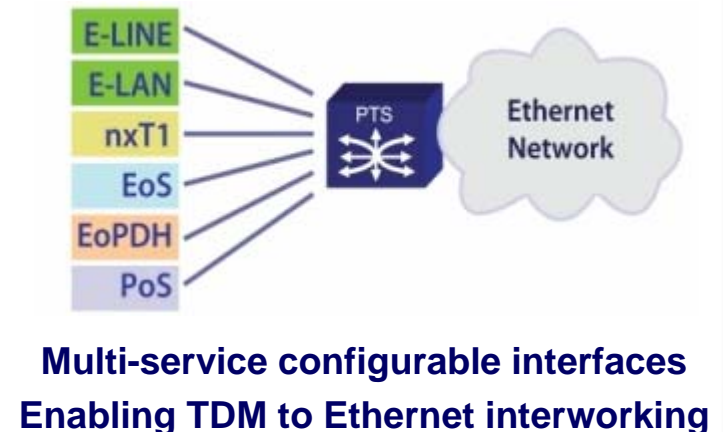 E-LINE
E-LAN
nxT1
EoS
EoPDH
PoS
PTS
Ethernet
Network
Multi-service configurable interfaces
Enabling TDM to Ethernet interworking